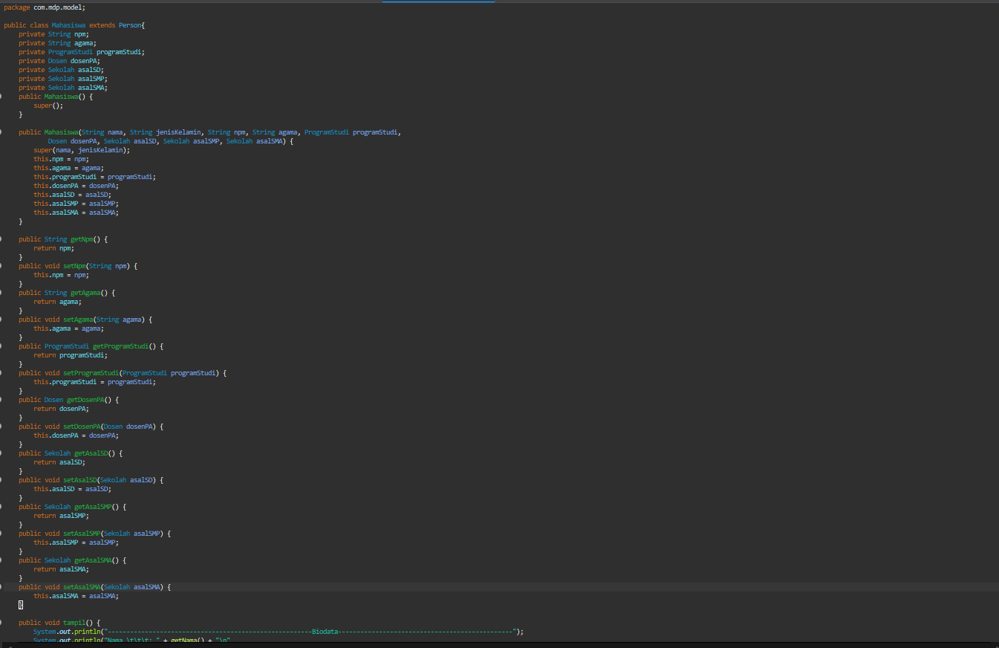 package com.mdp.model;
public class Mahasiswa extends Person{
private String npm;
private String agama;
private ProgramStudi programStudi;
private Dosen dosenPA;
private Sekolah asalSD;
private Sekolah asalSMP;
private Sekolah asalSMA;
public Mahasiswa() {
super();
}
public Mahasiswa(String nama, String jenisKelamin, String npm, String agama, ProgramStudi programStudi,
Dosen dosenPA, Sekolah asalSD, Sekolah asalSMP, Sekolah asalSMA) {
super(nama, jenisKelamin);
this.npm = npm;
this.agama = agama;
this.programStudi = programStudi;
this.dosenPA = dosenPA;
this.asalSD = asalSD;
this.asalSMP = asalSMP;
this.asalSMA = asalSMA;
}
public String getNpm() {
return npm;
}
public void setNpm(String npm) {
this.npm = npm;
}
public String getAgama() {
return agama;
}
public void setAgama(String agama) {
this.agama = agama;
}
public ProgramStudi getProgramStudi() {
return programStudi;
}
public void setProgramStudi(ProgramStudi programStudi) {
this.programStudi = programStudi;
}
public Dosen getDosenPA() {
return dosenPA;
}
public void setDosenPA(Dosen dosenPA) {
this.dosenPA = dosenPA;
}
public Sekolah getAsalSD() {
return asalSD;
}
public void setAsalSD(Sekolah asalSD) {
this.asalSD = asalSD;
}
public Sekolah getAsalSMP() {
return asalSMP;
}
public void setAsalSMP(Sekolah asalSMP) {
this.asalSMP = asalSMP;
}
public Sekolah getAsalSMA() {
return asalSMA;
}
public void setAsalSMA(Sekolah asalSMA) {
this.asalSMA = asalSMA;
}
public void tampil() {
System.out.println("-------------------------------------------------------Biodata-----------------------------------------------");
System.out.println("Nama \t\t\t: " + getNama() + "\n"